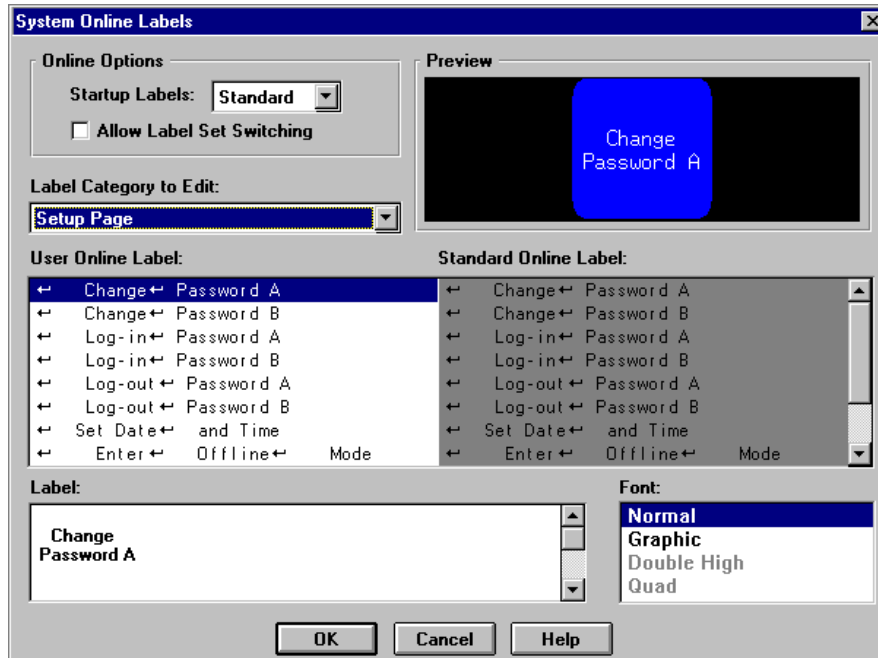 System Online Labels
Online Options
Startup Labels: Standard
Allow Label Set Switching
Preview
Change
Password A
Label Category to Edit:
Setup Page
User Online Label: Standard Online Label:
↵ Change↵ Password A ↵ Change↵ Password A
↵ Change↵ Password B ↵ Change↵ Password B
↵ Log-in↵ Password A ↵ Log-in↵ Password A
↵ Log-in↵ Password B ↵ Log-in↵ Password B
↵ Log-out↵ Password A ↵ Log-out↵ Password A
↵ Log-out↵ Password B ↵ Log-out↵ Password B
↵ Set Date↵ and Time ↵ Set Date↵ and Time
↵ Enter↵ Offline↵ Mode ↵ Enter↵ Offline↵ Mode
Label:
Change
Password A
Font:
Normal
Graphic
Double High
Quad
OK Cancel Help